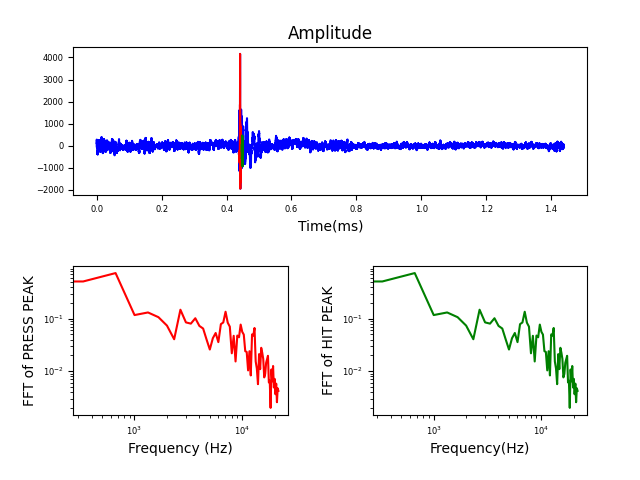 Amplitude
4000
3000
2000
1000
0
−1000
−2000
0.0 0.2 0.4 0.6 0.8 1.0 1.2 1.4
Time(ms)
FFT of PRESS PEAK
10⁻¹
10⁻²
10³ 10⁴
Frequency (Hz)
FFT of HIT PEAK
10⁻¹
10⁻²
10³ 10⁴
Frequency(Hz)